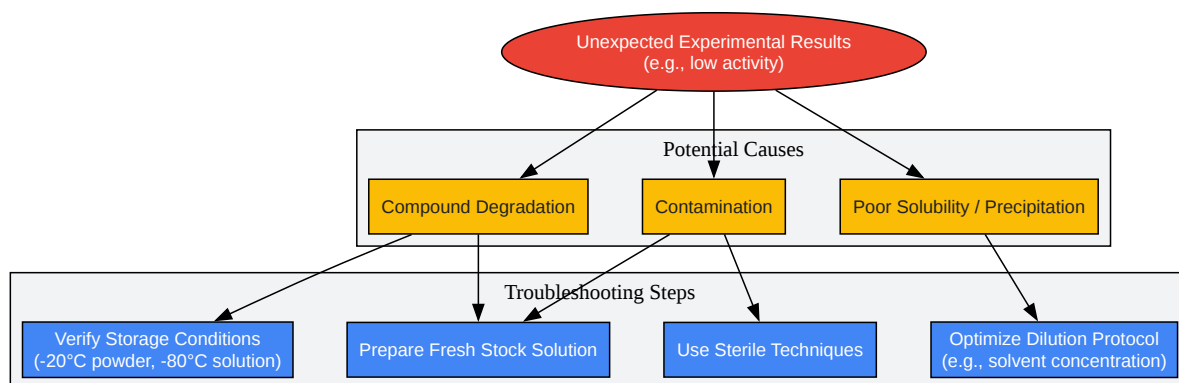 Unexpected Experimental Results
(e.g., low activity)
Potential Causes
Compound Degradation
Contamination
Poor Solubility / Precipitation
Troubleshooting Steps
Verify Storage Conditions
(-20°C powder, -80°C solution)
Prepare Fresh Stock Solution
Use Sterile Techniques
Optimize Dilution Protocol
(e.g., solvent concentration)